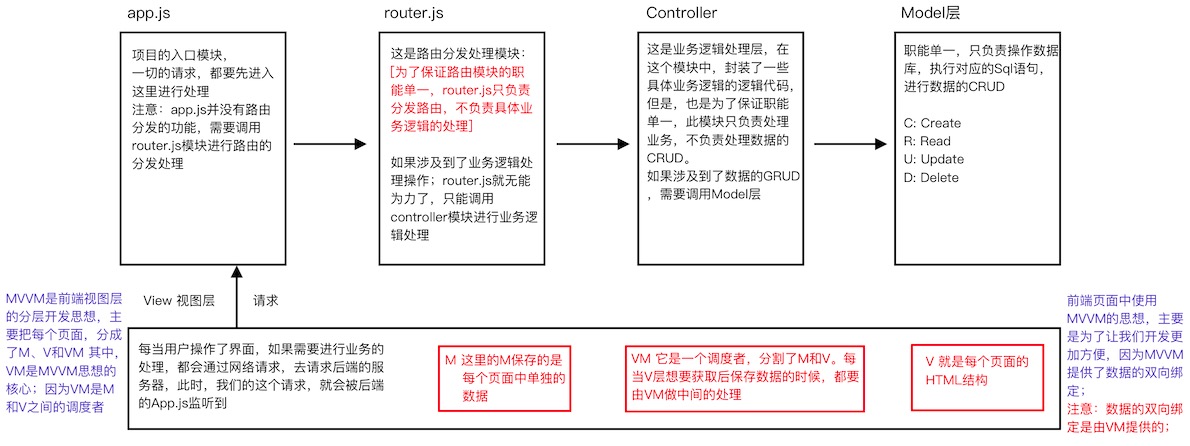 app.js
项目的入口模块，
一切的请求，都要先进入
这里进行处理
注意：app.js并没有路由
分发的功能，需要调用
router.js模块进行路由的
分发处理
router.js
这是路由分发处理模块：
[为了保证路由模块的职
能单一，router.js只负责
分发路由，不负责具体业
务逻辑的处理]
如果涉及到了业务逻辑处
理操作；router.js就无能
为力了，只能调用
controller模块进行业务逻
辑处理
Controller
这是业务逻辑处理层，在
这个模块中，封装了一些
具体业务逻辑的逻辑代码，
但是，也是为了保证职能
单一，此模块只负责处理
业务，不负责处理数据的
CRUD。
如果涉及到了数据的GRUD
，需要调用Model层
Model层
职能单一，只负责操作数据
库，执行对应的Sql语句，
进行数据的CRUD
C: Create
R: Read
U: Update
D: Delete
MVVM是前端视图层
的分层开发思想，主
要把每个页面，分成
了M、V和VM 其中，
VM是MVVM思想的
核心；因为VM是M
和V之间的调度者
View 视图层
请求
每当用户操作了界面，如果需要进行业务的
处理，都会通过网络请求，去请求后端的服
务器，此时，我们的这个请求，就会被后端
的App.js监听到
M 这里的M保存的是
每个页面中单独的
数据
VM 它是一个调度者，分割了M和V。每
当V层想要获取后保存数据的时候，都要
由VM做中间的处理
V 就是每个页面的
HTML结构
前端页面中使用
MVVM的思想，主要
是为了让我们开发更
加方便，因为MVVM
提供了数据的双向绑
定；
注意：数据的双向绑
定是由VM提供的；